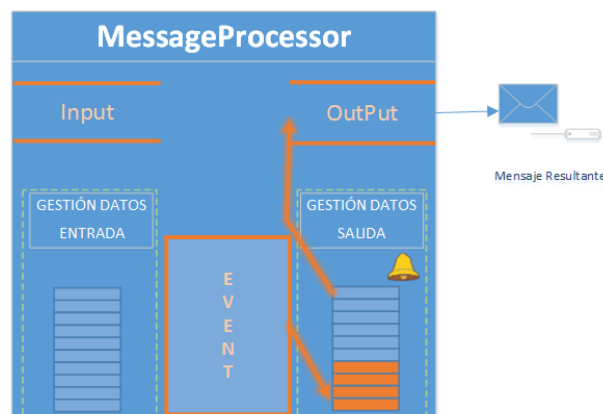 MessageProcessor
Input
OutPut
Mensaje Resultante
GESTIÓN DATOS
ENTRADA
GESTIÓN DATOS
SALIDA
E
V
E
N
T